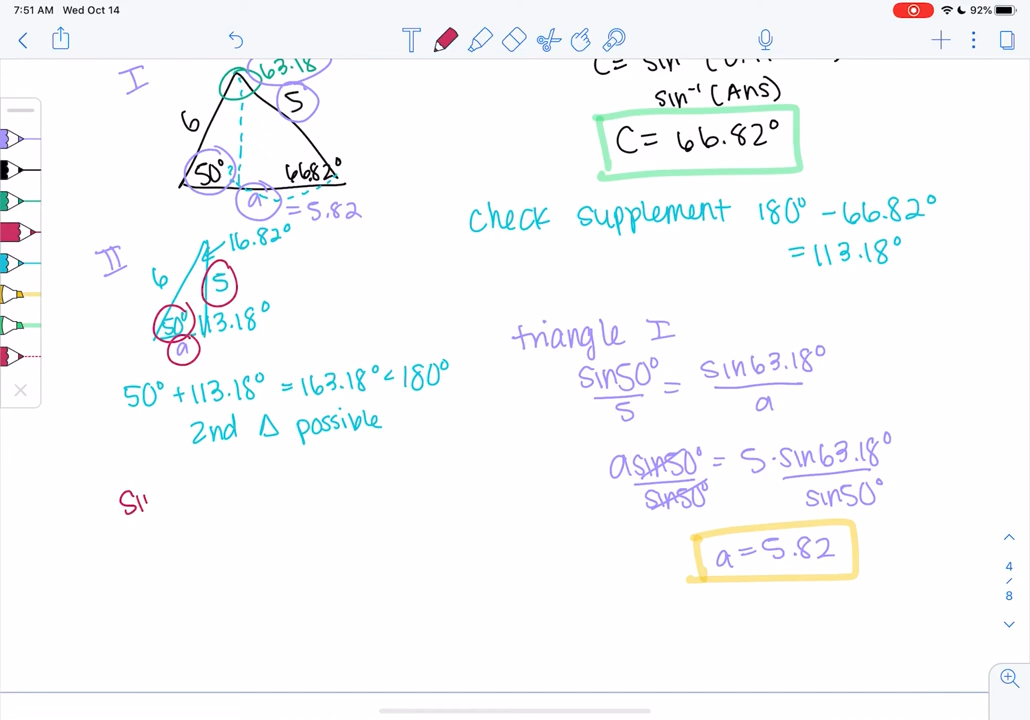 7:51 AM Wed Oct 14
92%
I
63.18
6
5
50°
66.82°
a = 5.82
C = sin⁻¹
sin⁻¹ (Ans)
C = 66.82°
check supplement 180° - 66.82°
= 113.18°
II
16.82°
6
5
50°
113.18°
a
50° + 113.18° = 163.18° < 180°
2nd Δ possible
triangle I
sin50° / 5 = sin63.18° / a
asin50° / sin50° = 5·sin63.18° / sin50°
a = 5.82
4
/
8